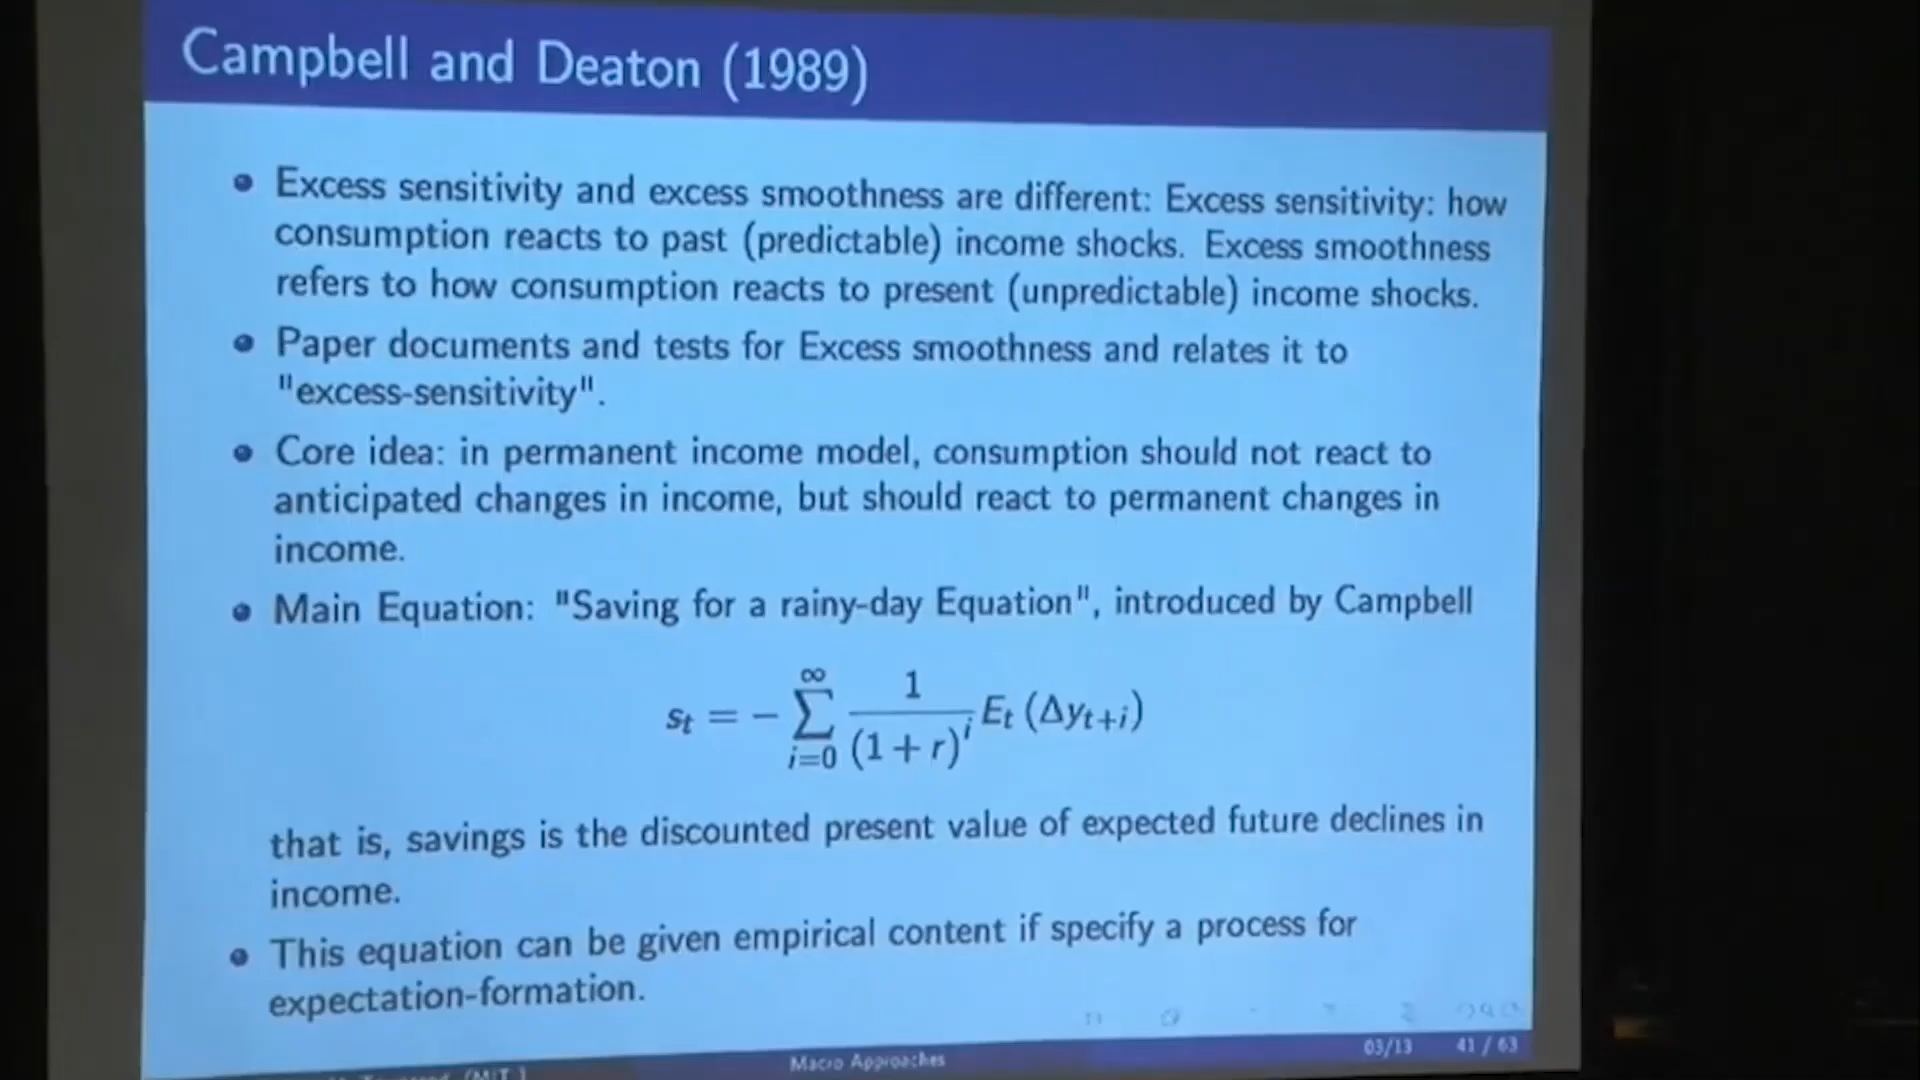 Campbell and Deaton (1989)
Excess sensitivity and excess smoothness are different: Excess sensitivity: how
consumption reacts to past (predictable) income shocks. Excess smoothness
refers to how consumption reacts to present (unpredictable) income shocks.
Paper documents and tests for Excess smoothness and relates it to
"excess-sensitivity".
Core idea: in permanent income model, consumption should not react to
anticipated changes in income, but should react to permanent changes in
income.
Main Equation: "Saving for a rainy-day Equation", introduced by Campbell
s_t = − ∑_{i=0}^{∞} \frac{1}{(1 + r)^i} E_t (Δy_{t+i})
that is, savings is the discounted present value of expected future declines in
income.
This equation can be given empirical content if specify a process for
expectation-formation.
(MIT) Macro Approaches 03/13 41 / 63